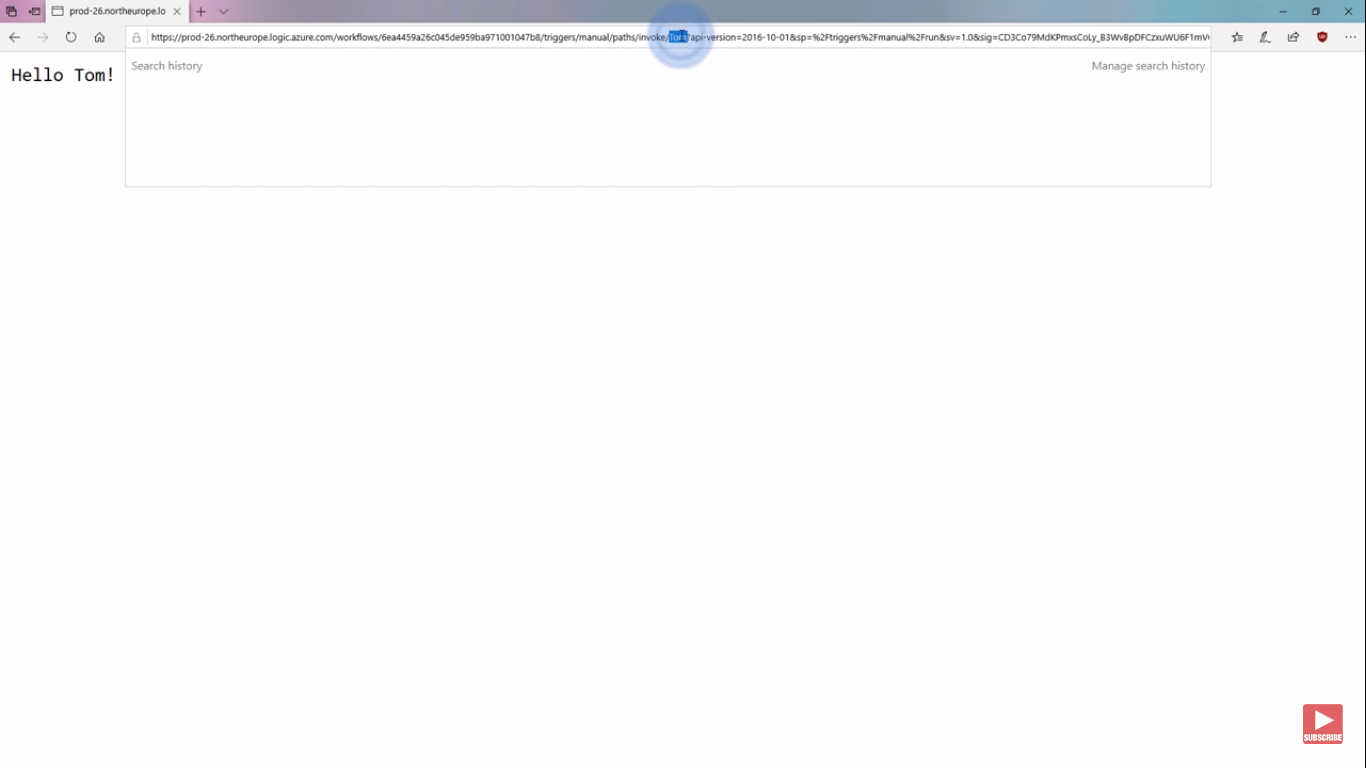 prod-26.northeurope.lo
https://prod-26.northeurope.logic.azure.com/workflows/6ea4459a26c045de959ba971001047b8/triggers/manual/paths/invoke/Tom?api-version=2016-10-01&sp=%2Ftriggers%2Fmanual%2Frun&sv=1.0&sig=CD3Co79MdKPmxsCoLy_B3WvBpDFCzxuWU6F1mV
Search history
Manage search history
Hello Tom!
SUBSCRIBE